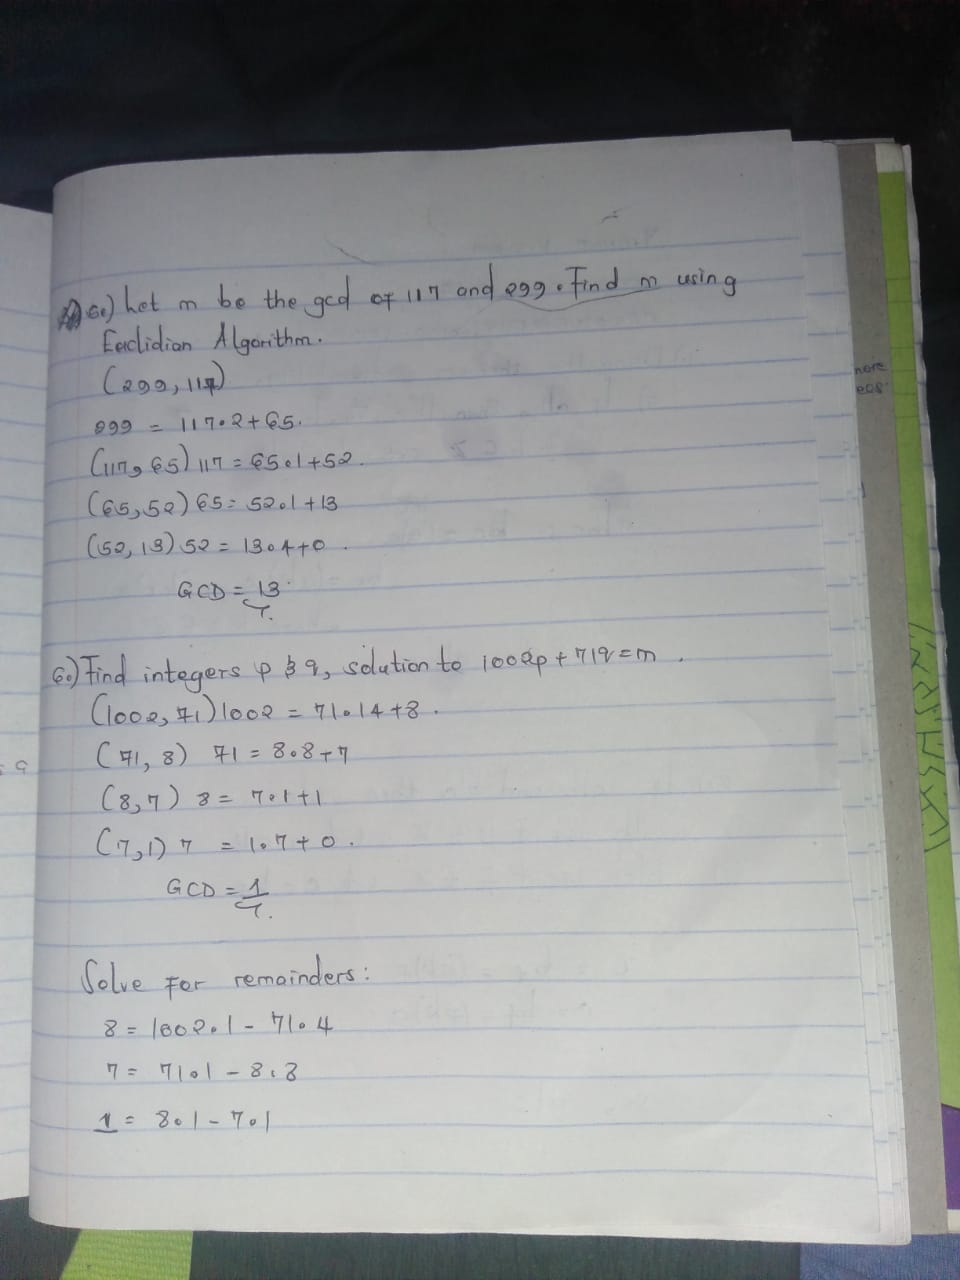 6.) Let m be the gcd of 117 and 299. Find m using
Euclidian Algorithm.
(299, 117)
299 = 117.2+65.
(117, 65) 117 = 65.1+52.
(65,52) 65= 52.1 +13
(52, 13) 52 = 13.4+0.
GCD = 13
6.) Find integers p & q, solution to 1002p + 71q = m.
(1002, 71) 1002 = 71.14+8.
(71, 8) 71 = 8.8+7
(8,7) 8 = 7.1+1
(7,1) 7 = 1.7+0.
GCD = 1
Solve for remainders:
8 = 1002.1 - 71.4
7 = 71.1 - 8.8
1 = 8.1 - 7.1
more